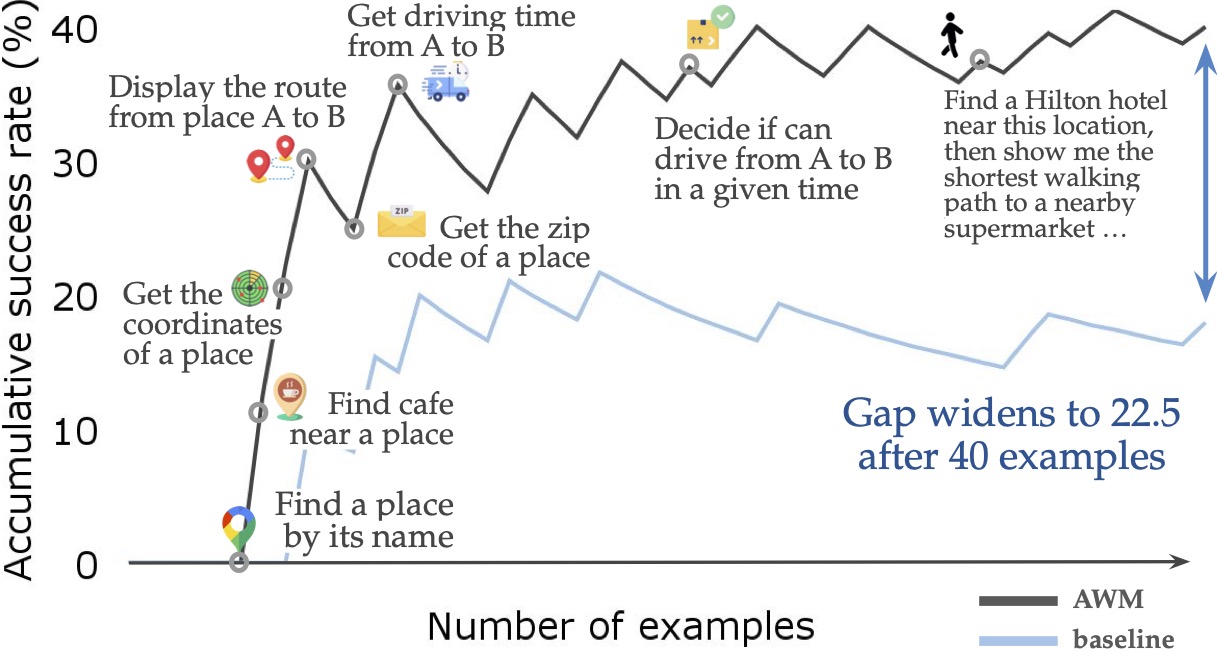 Accumulative success rate (%)
40
30
20
10
0
Get driving time
from A to B
Display the route
from place A to B
ZIP
Get the zip
code of a place
Get the
coordinates
of a place
Find cafe
near a place
Find a place
by its name
Decide if can
drive from A to B
in a given time
Find a Hilton hotel
near this location,
then show me the
shortest walking
path to a nearby
supermarket …
Gap widens to 22.5
after 40 examples
Number of examples
AWM
baseline